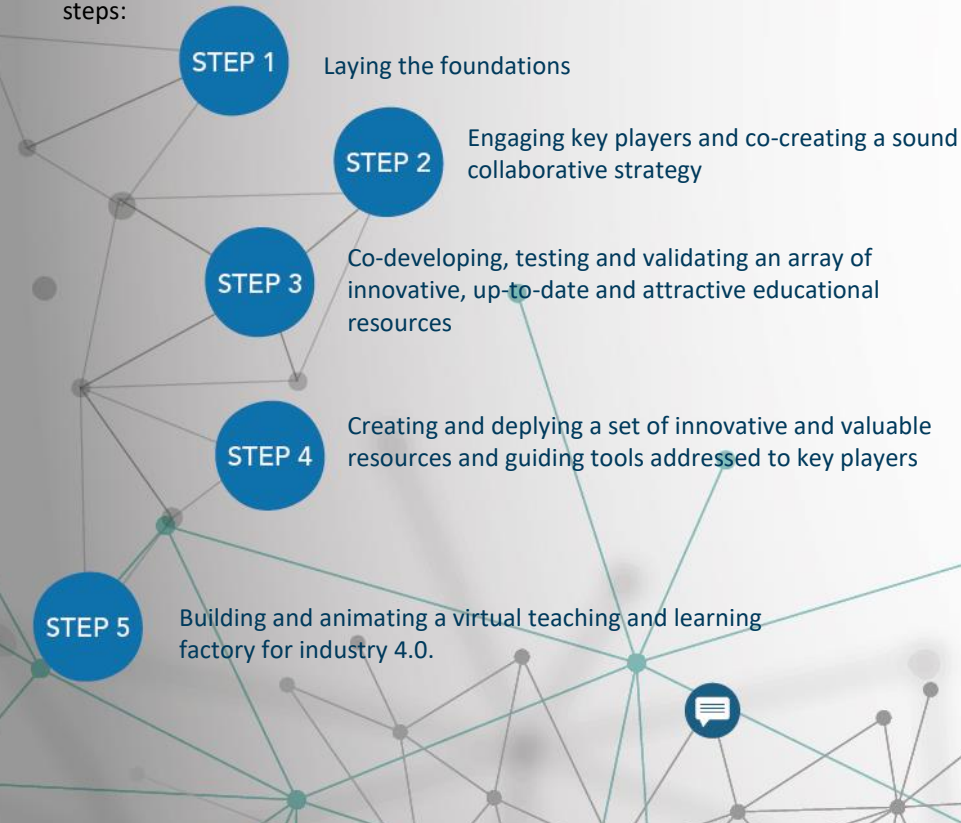 steps:
STEP 1
Laying the foundations
STEP 2
Engaging key players and co-creating a sound
collaborative strategy
STEP 3
Co-developing, testing and validating an array of
innovative, up-to-date and attractive educational
resources
STEP 4
Creating and deplying a set of innovative and valuable
resources and guiding tools addressed to key players
STEP 5
Building and animating a virtual teaching and learning
factory for industry 4.0.